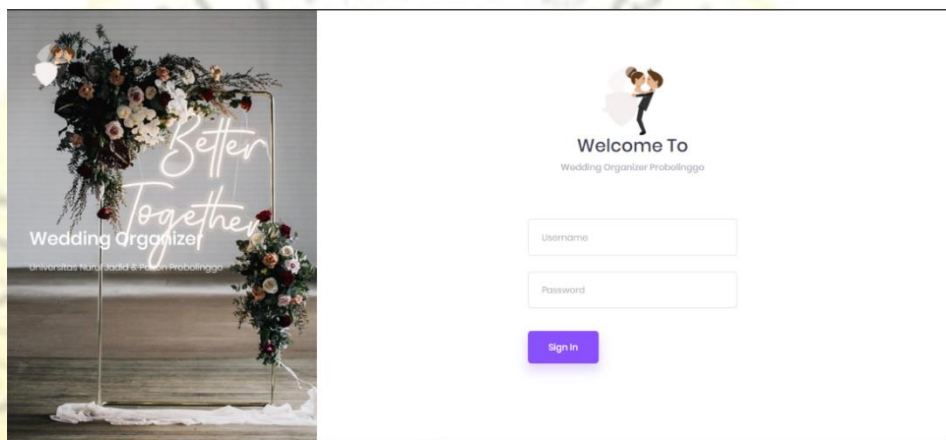 Better
Together
Wedding Organizer
Universitas Nurul Jadid & Paiton Probolinggo
Welcome To
Wedding Organizer Probolinggo
Username
Password
Sign In